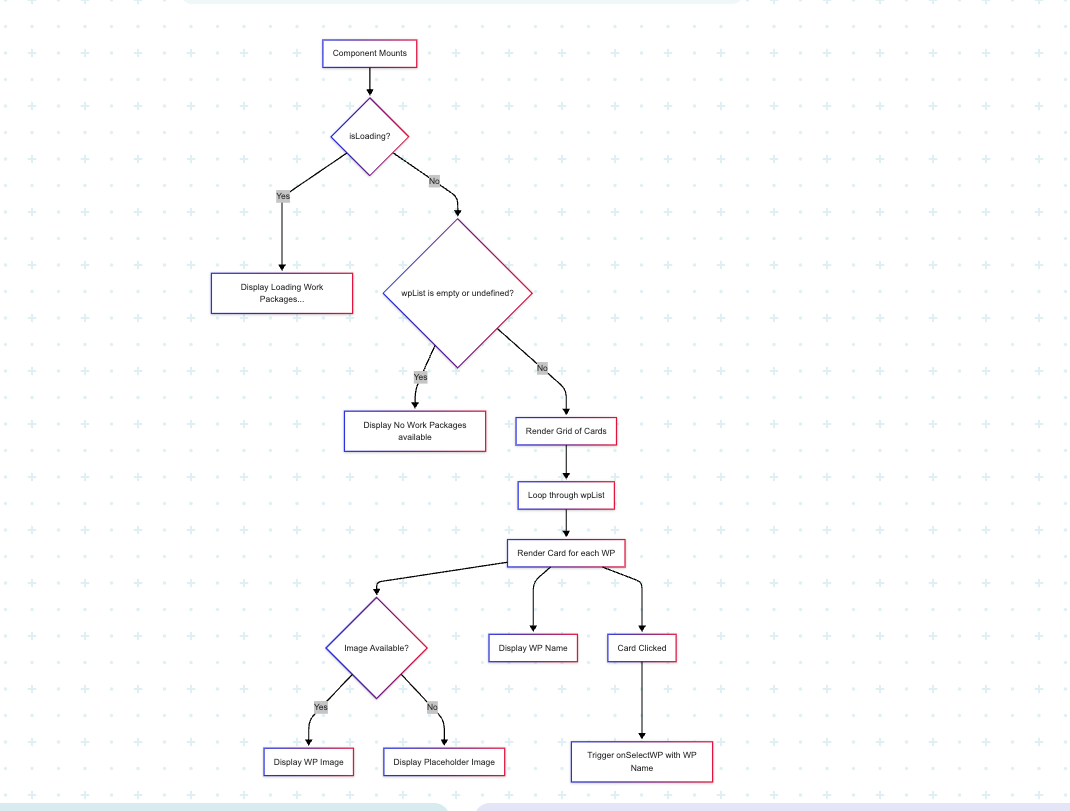 Component Mounts
isLoading?
No
Yes
Display Loading Work
Packages...
wpList is empty or undefined?
No
Yes
Display No Work Packages
available
Render Grid of Cards
Loop through wpList
Render Card for each WP
Image Available?
Display WP Name
Card Clicked
Yes
No
Display WP Image
Display Placeholder Image
Trigger onSelectWP with WP
Name